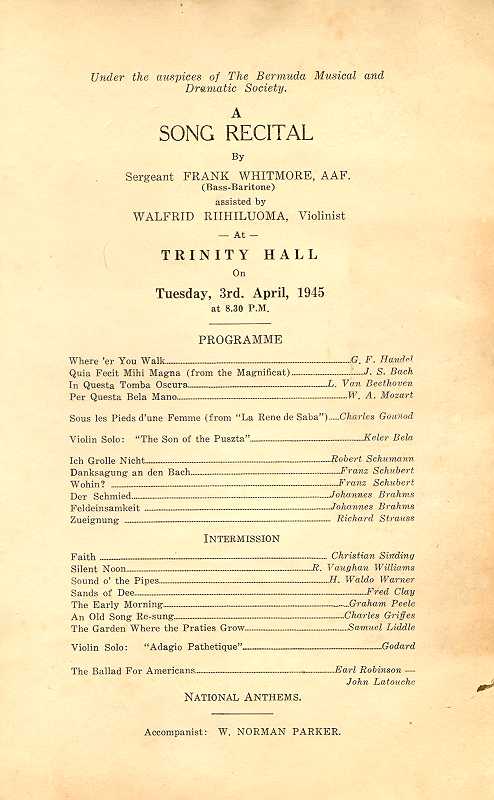 Under the auspices of The Bermuda Musical and
Dramatic Society.
A
SONG RECITAL
By
Sergeant FRANK WHITMORE, AAF.
(Bass-Baritone)
assisted by
WALFRID RIIHILUOMA, Violinist
— At —
TRINITY HALL
On
Tuesday, 3rd. April, 1945
at 8.30 P.M.
PROGRAMME
Where 'er You Walk G. F. Handel
Quia Fecit Mihi Magna (from the Magnificat) J. S. Bach
In Questa Tomba Oscura L. Van Beethoven
Per Questa Bela Mano W. A. Mozart
Sous les Pieds d'une Femme (from "La Rene de Saba") Charles Gounod
Violin Solo: "The Son of the Puszta" Keler Bela
Ich Grolle Nicht Robert Schumann
Danksagung an den Bach Franz Schubert
Wohin? Franz Schubert
Der Schmied Johannes Brahms
Feldeinsamkeit Johannes Brahms
Zueignung Richard Strauss
INTERMISSION
Faith Christian Sinding
Silent Noon R. Vaughan Williams
Sound o' the Pipes H. Waldo Warner
Sands of Dee Fred Clay
The Early Morning Graham Peele
An Old Song Re-sung Charles Griffes
The Garden Where the Praties Grow Samuel Liddle
Violin Solo: "Adagio Pathetique" Godard
The Ballad For Americans Earl Robinson —
John Latouche
NATIONAL ANTHEMS.
Accompanist: W. NORMAN PARKER.